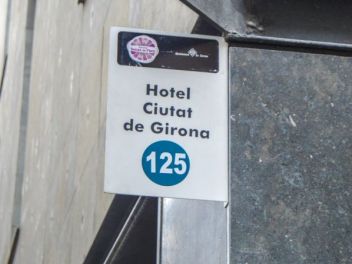 Hotel
Ciutat
de Girona
125